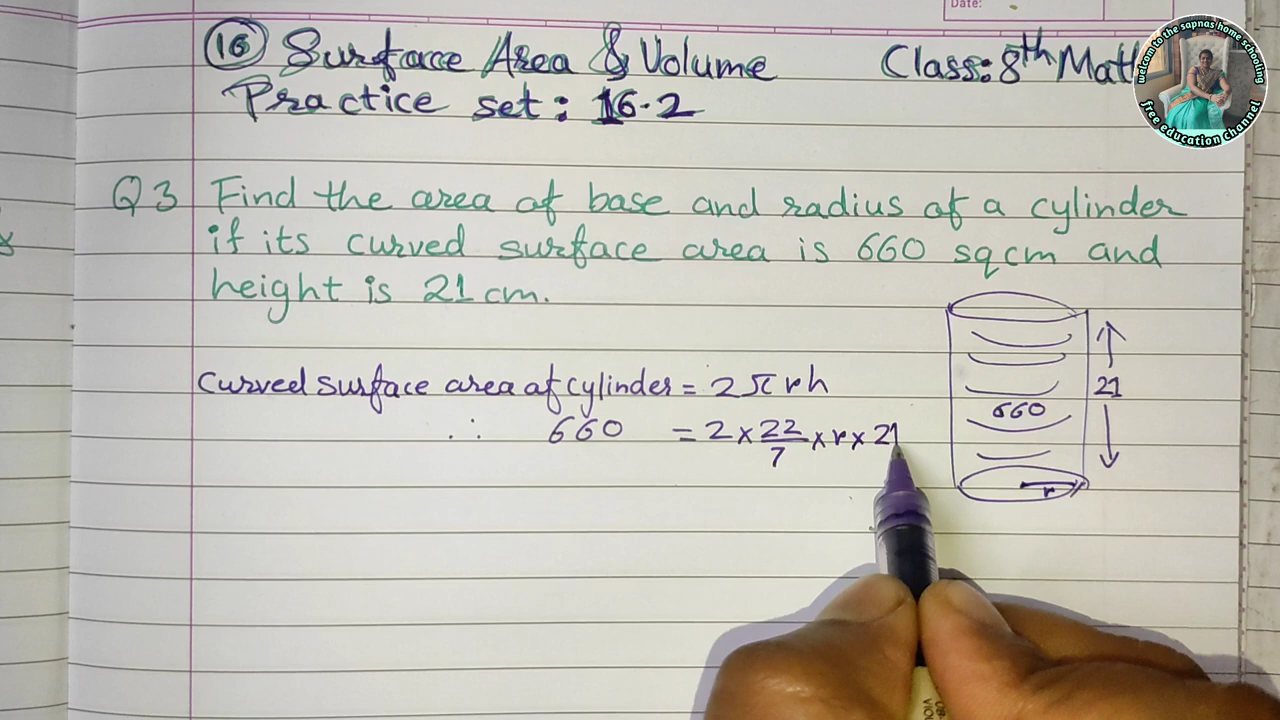 Date:
16 Surface Area & Volume Class: 8th Mat
Practice set: 16.2
welcom to the sapnas home schooling
free education channel
Q3 Find the area of base and radius of a cylinder
if its curved surface area is 660 sqcm and
height is 21 cm.
Curved surface area of cylinder = 2πrh
∴ 660 = 2 × 22/7 × r × 21
21
660
r